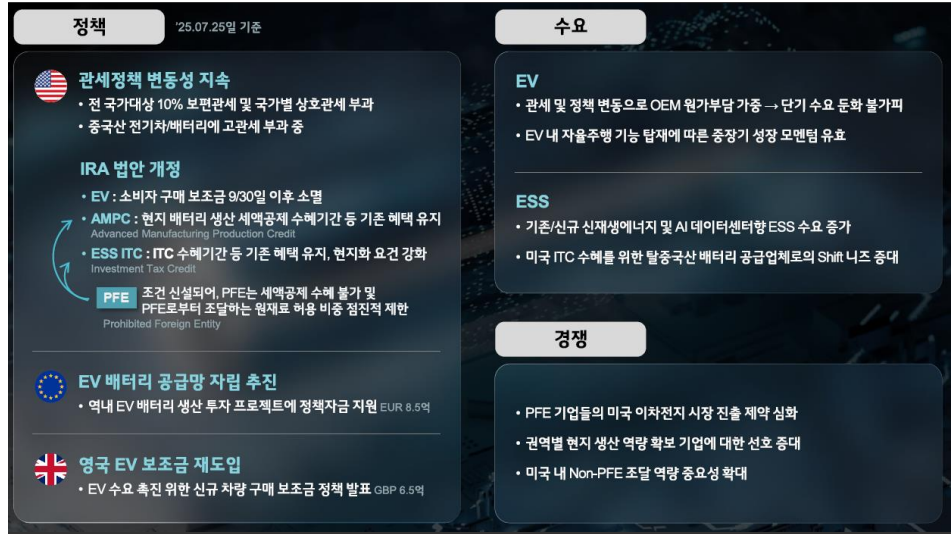 정책
'25.07.25일 기준
관세정책 변동성 지속
• 전 국가대상 10% 보편관세 및 국가별 상호관세 부과
• 중국산 전기차/배터리에 고관세 부과 중
IRA 법안 개정
• EV : 소비자 구매 보조금 9/30일 이후 소멸
• AMPC : 현지 배터리 생산 세액공제 수혜기간 등 기존 혜택 유지
Advanced Manufacturing Production Credit
• ESS ITC : ITC 수혜기간 등 기존 혜택 유지, 현지화 요건 강화
Investment Tax Credit
PFE 조건 신설되어, PFE는 세액공제 수혜 불가 및
PFE로부터 조달하는 원재료 허용 비중 점진적 제한
Prohibited Foreign Entity
EV 배터리 공급망 자립 추진
• 역내 EV 배터리 생산 투자 프로젝트에 정책자금 지원 EUR 8.5억
영국 EV 보조금 재도입
• EV 수요 촉진 위한 신규 차량 구매 보조금 정책 발표 GBP 6.5억
수요
EV
• 관세 및 정책 변동으로 OEM 원가부담 가중 → 단기 수요 둔화 불가피
• EV 내 자율주행 기능 탑재에 따른 중장기 성장 모멘텀 유효
ESS
• 기존/신규 신재생에너지 및 AI 데이터센터향 ESS 수요 증가
• 미국 ITC 수혜를 위한 탈중국산 배터리 공급업체로의 Shift 니즈 증대
경쟁
• PFE 기업들의 미국 이차전지 시장 진출 제약 심화
• 권역별 현지 생산 역량 확보 기업에 대한 선호 증대
• 미국 내 Non-PFE 조달 역량 중요성 확대